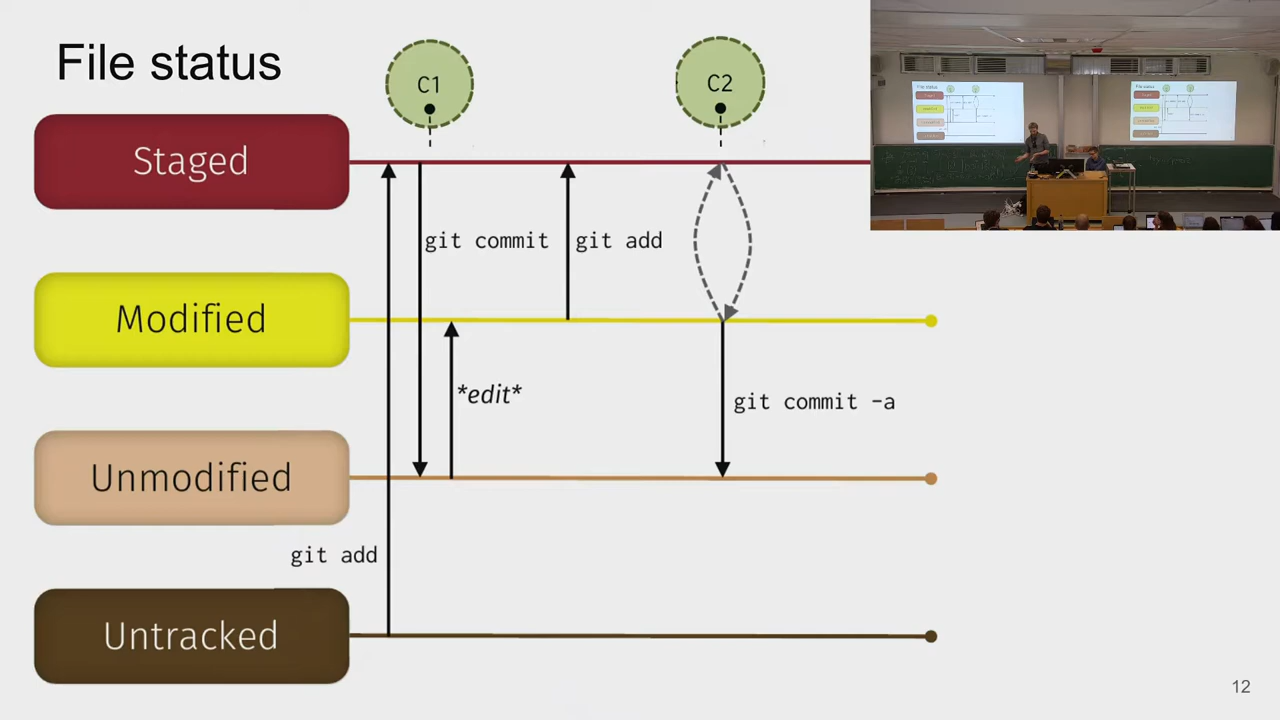 File status
C1
C2
Staged
git commit
git add
Modified
*edit*
git commit -a
Unmodified
git add
Untracked
12